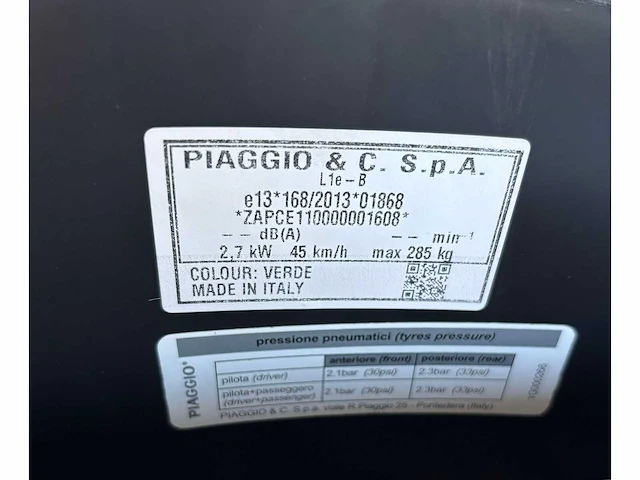 PIAGGIO & C. S.p.A.
L1e-B
e13*168/2013*01868
*ZAPCE110000001608*
-- dB(A) -- min⁻¹
2,7 kW 45 km/h max 285 kg
COLOUR: VERDE
MADE IN ITALY
pressione pneumatici (tyres pressure)
anteriore (front) posteriore (rear)
pilota (driver) 2.1bar (30psi) 2.3bar (33psi)
pilota+passeggero
(driver+passenger) 2.1bar (30psi) 2.3bar (33psi)
PIAGGIO & C. S.p.a. viale R.Piaggio 25 - Pontedera (Italy)
PIAGGIO®